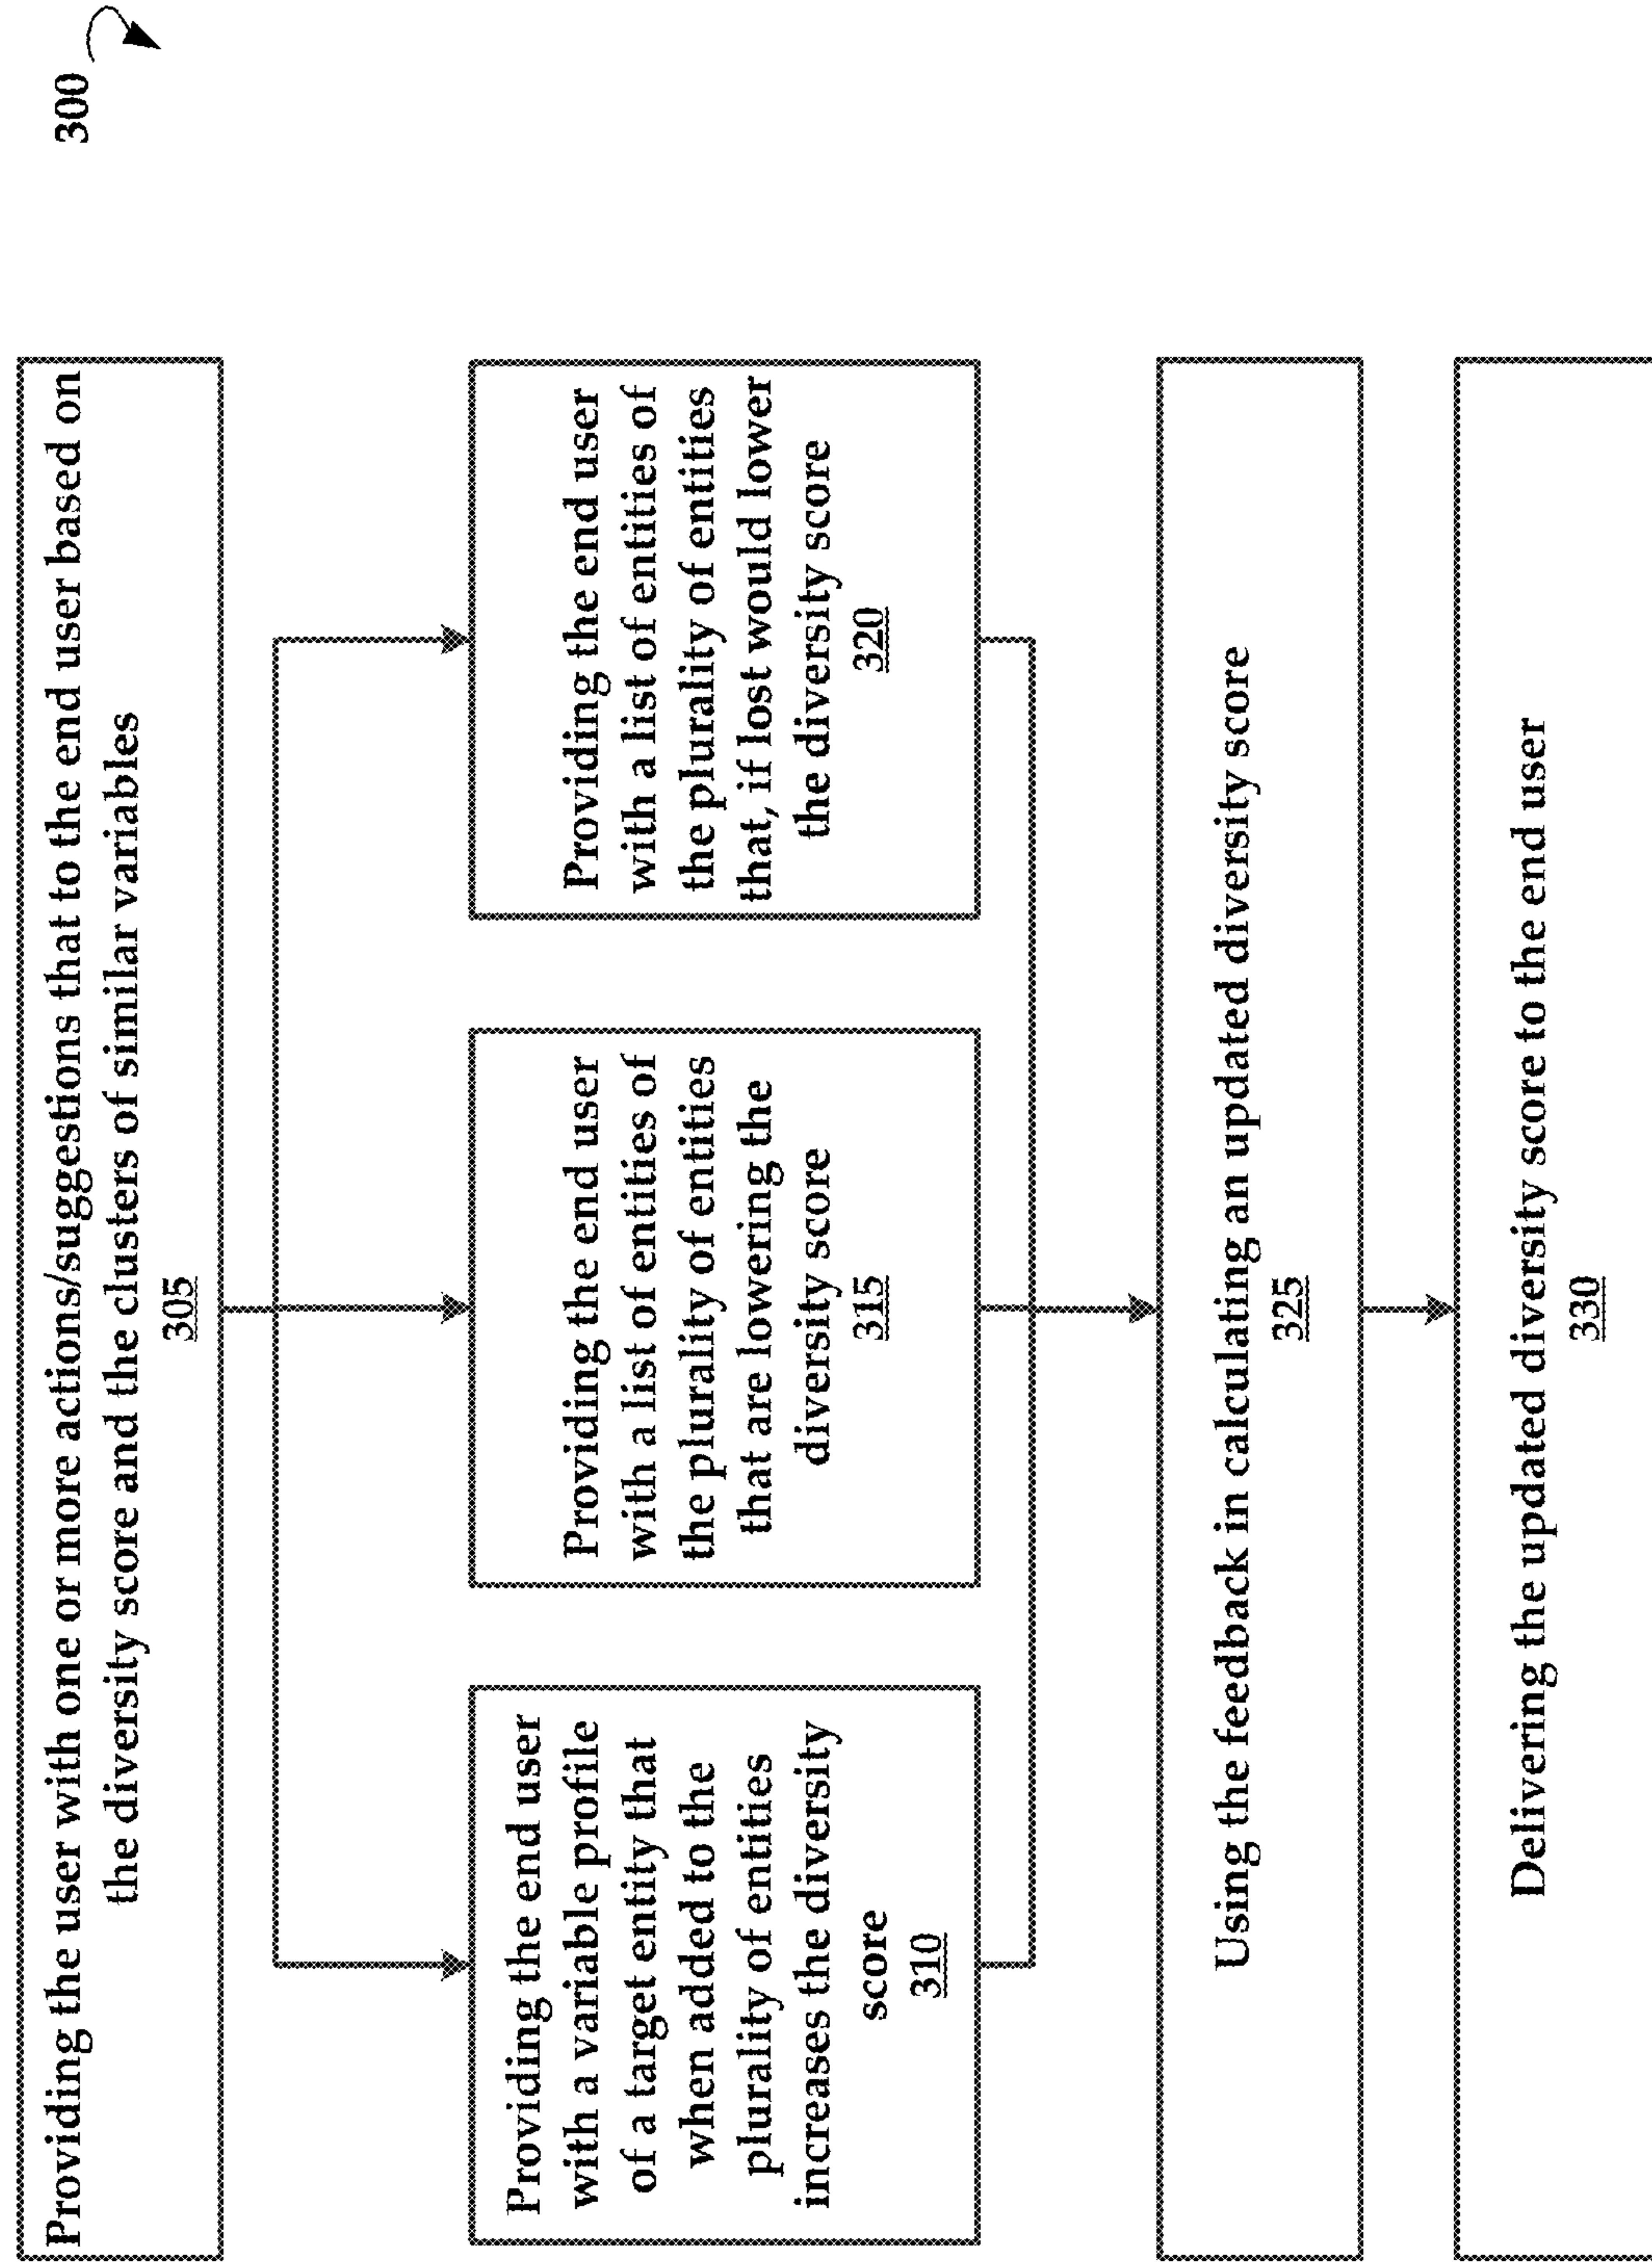 300
Providing the user with one or more actions/suggestions that to the end user based on
the diversity score and the clusters of similar variables
305
Providing the end user
with a variable profile
of a target entity that
when added to the
plurality of entities
increases the diversity
score
310
Providing the end user
with a list of entities of
the plurality of entities
that are lowering the
diversity score
315
Providing the end user
with a list of entities of
the plurality of entities
that, if lost would lower
the diversity score
320
Using the feedback in calculating an updated diversity score
325
Delivering the updated diversity score to the end user
330